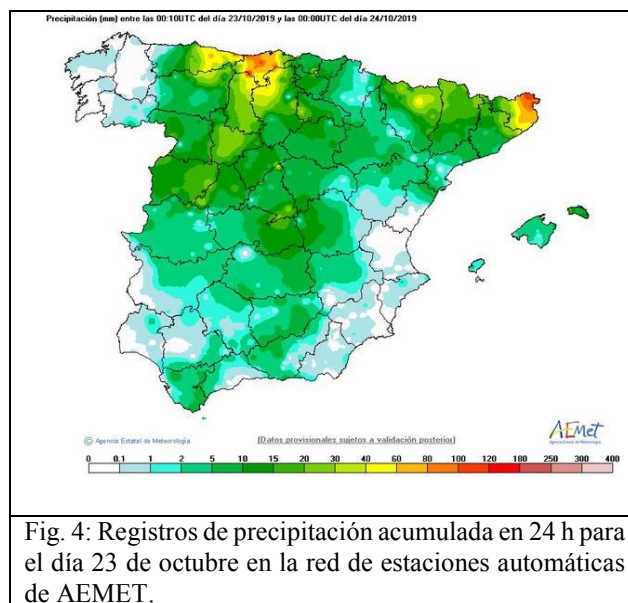 Precipitación (mm) entre las 00:10UTC del día 23/10/2019 y las 00:00UTC del día 24/10/2019
© Agencia Estatal de Meteorología
(Datos provisionales sujetos a validación posterior)
AEmet
0 0.1 1 2 5 10 15 20 30 40 60 80 100 120 180 250 300 400
Fig. 4: Registros de precipitación acumulada en 24 h para
el día 23 de octubre en la red de estaciones automáticas
de AEMET.